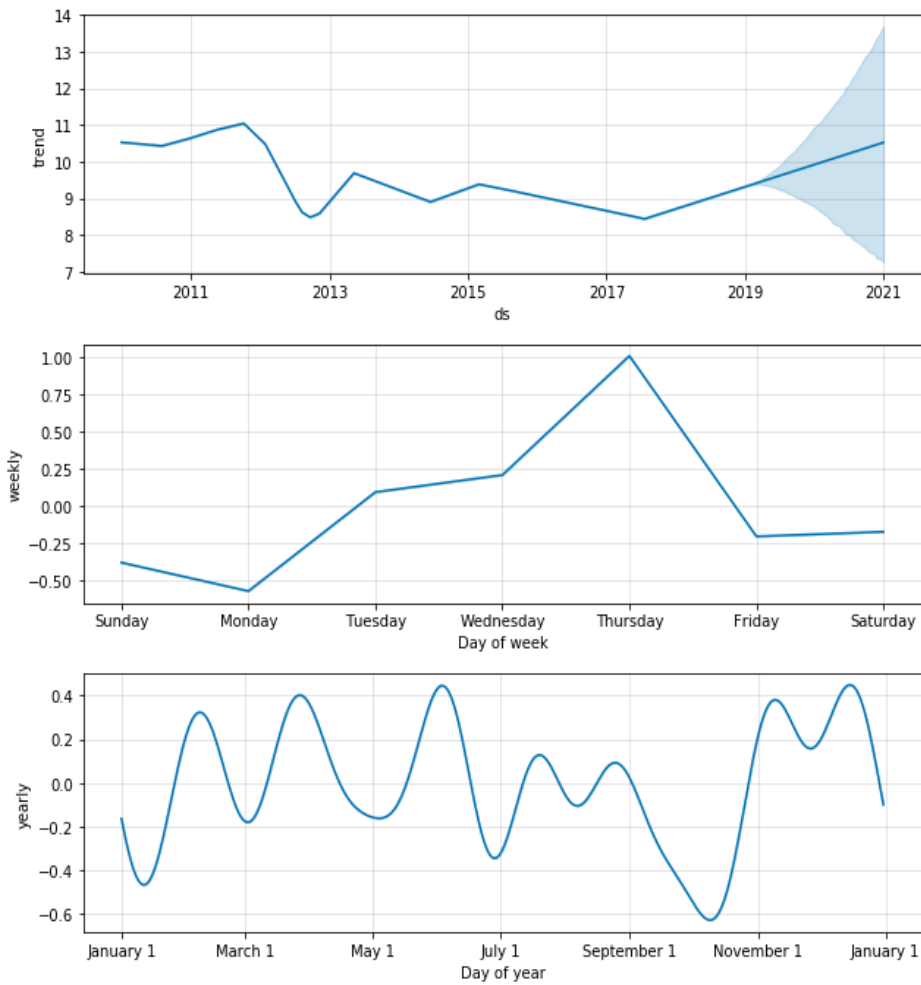 14
13
12
11
10
9
8
7
trend
2011 2013 2015 2017 2019 2021
ds
1.00
0.75
0.50
0.25
0.00
−0.25
−0.50
weekly
Sunday Monday Tuesday Wednesday Thursday Friday Saturday
Day of week
0.4
0.2
0.0
−0.2
−0.4
−0.6
yearly
January 1 March 1 May 1 July 1 September 1 November 1 January 1
Day of year